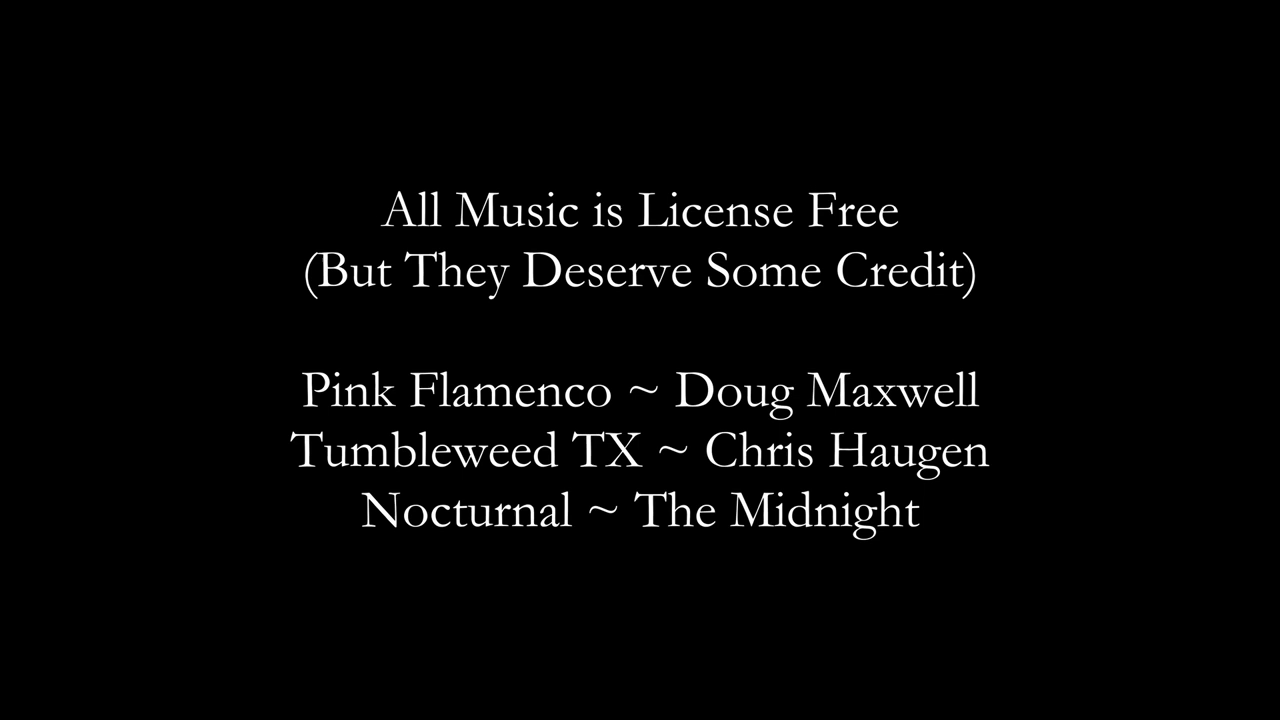 All Music is License Free
(But They Deserve Some Credit)
Pink Flamenco ~ Doug Maxwell
Tumbleweed TX ~ Chris Haugen
Nocturnal ~ The Midnight